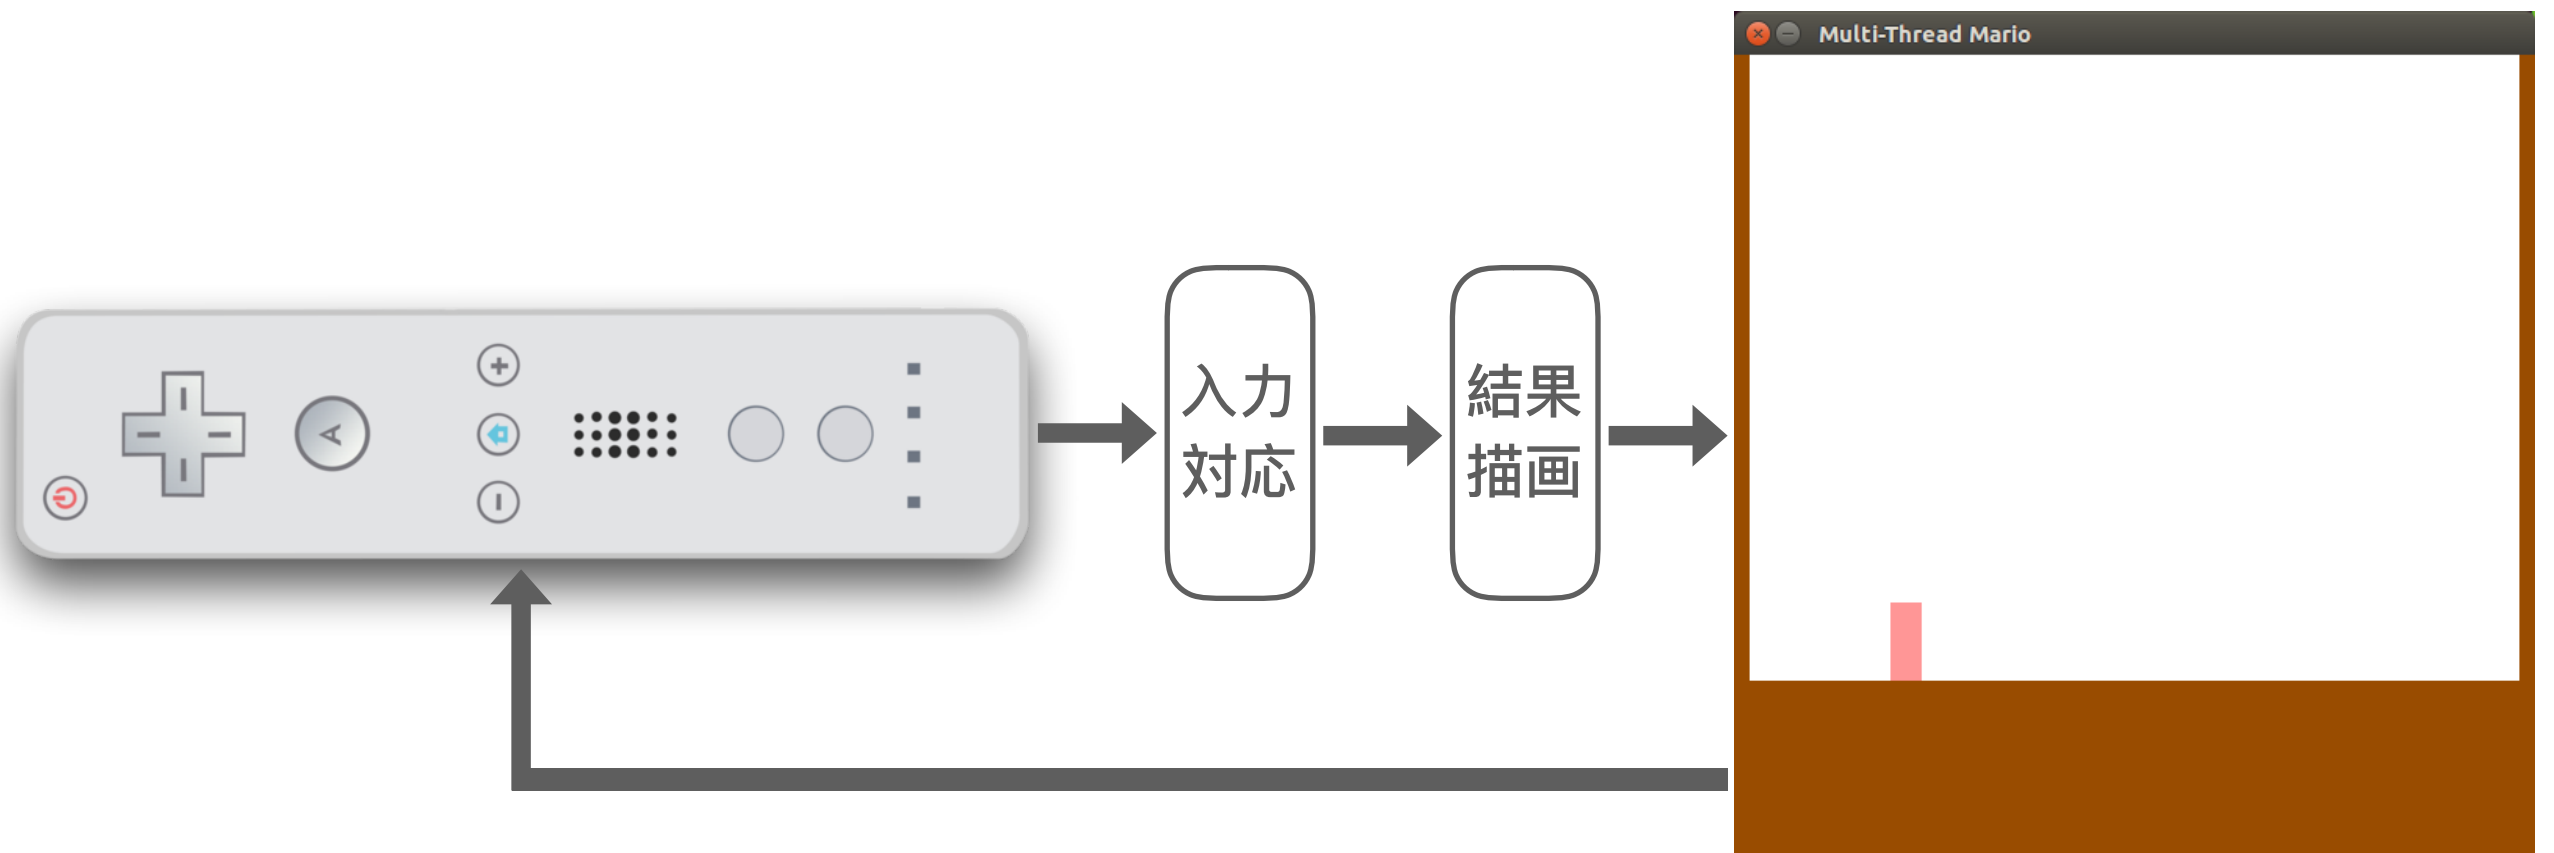 A
入力
対応
結果
描画
Multi-Thread Mario